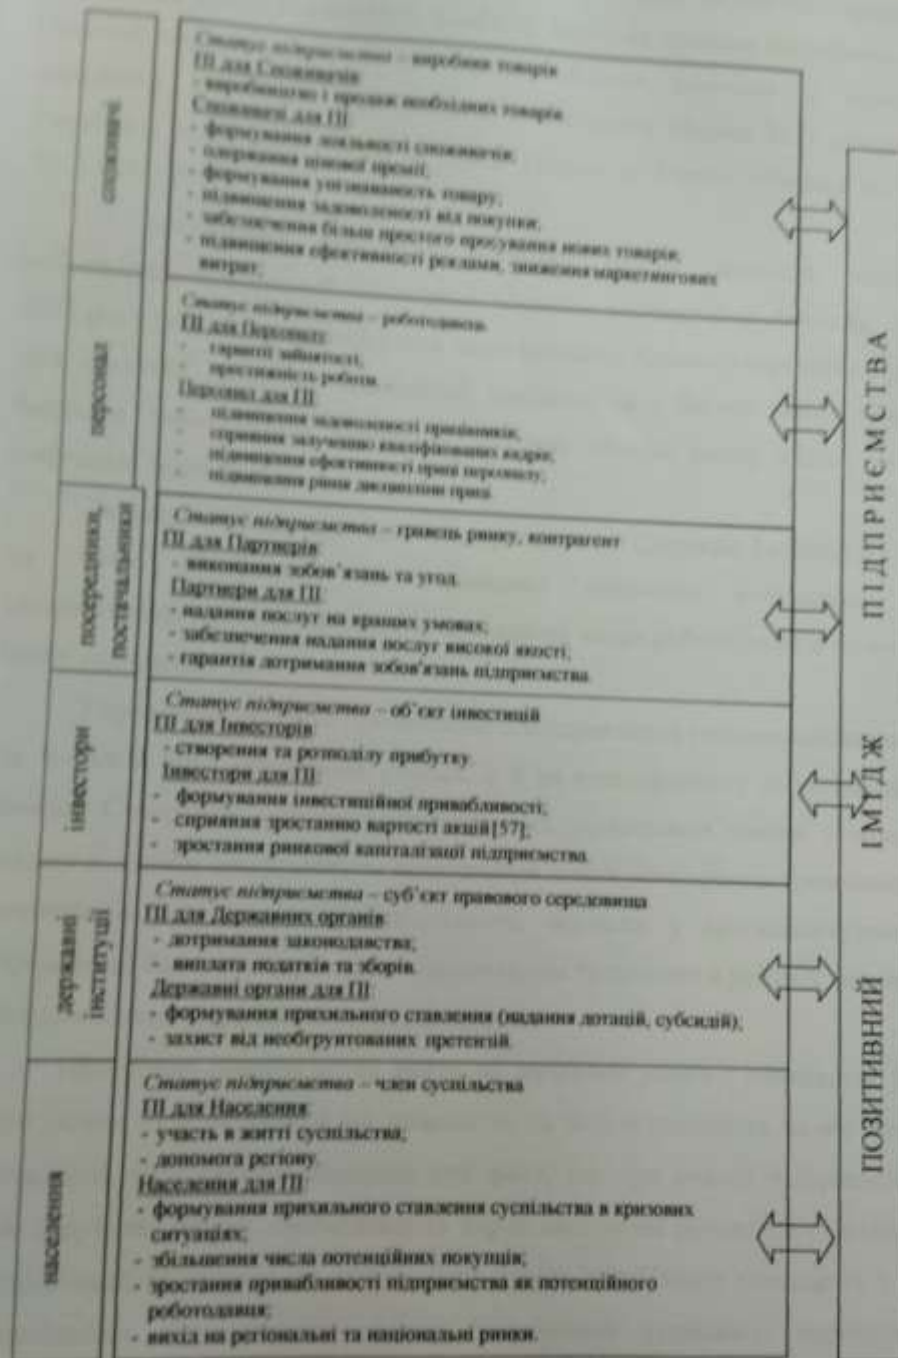 споживачі
Статус підприємства – виробник товарів
ПІ для Споживачів:
- виробництво і продаж необхідних товарів.
Споживачі для ПІ:
- формування лояльності споживачів;
- одержання цінової премії;
- формування упізнаваность товару;
- підвищення задоволеності від покупки;
- забезпечення більш простого просування нових товарів;
- підвищення ефективності реклами, зниження маркетингових
витрат;
персонал
Статус підприємства – роботодавець
ПІ для Персоналу:
- гарантії зайнятості;
- престижність роботи.
Персонал для ПІ:
- підвищення задоволеності працівників;
- сприяння залученню кваліфікованих кадрів;
- підвищення ефективності праці персоналу;
- підвищення рівня дисципліни праці.
посередники,
постачальники
Статус підприємства – гравець ринку, контрагент
ПІ для Партнерів:
- виконання зобов'язань та угод.
Партнери для ПІ:
- надання послуг на кращих умовах;
- забезпечення надання послуг високої якості;
- гарантія дотримання зобов'язань підприємства.
інвестори
Статус підприємства – об'єкт інвестицій
ПІ для Інвесторів:
- створення та розподілу прибутку.
Інвестори для ПІ:
- формування інвестиційної привабливості;
- сприяння зростанню вартості акцій[57];
- зростання ринкової капіталізації підприємства.
державні
інституції
Статус підприємства – суб'єкт правового середовища
ПІ для Державних органів:
- дотримання законодавства;
- виплата податків та зборів.
Державні органи для ПІ:
- формування прихильного ставлення (надання дотацій, субсидій);
- захист від необґрунтованих претензій.
населення
Статус підприємства – член суспільства
ПІ для Населення:
- участь в житті суспільства;
- допомога регіону.
Населення для ПІ:
- формування прихильного ставлення суспільства в кризових
ситуаціях;
- збільшення числа потенційних покупців;
- зростання привабливості підприємства як потенційного
роботодавця;
- вихід на регіональні та національні ринки.
ПОЗИТИВНИЙ ІМІДЖ ПІДПРИЄМСТВА